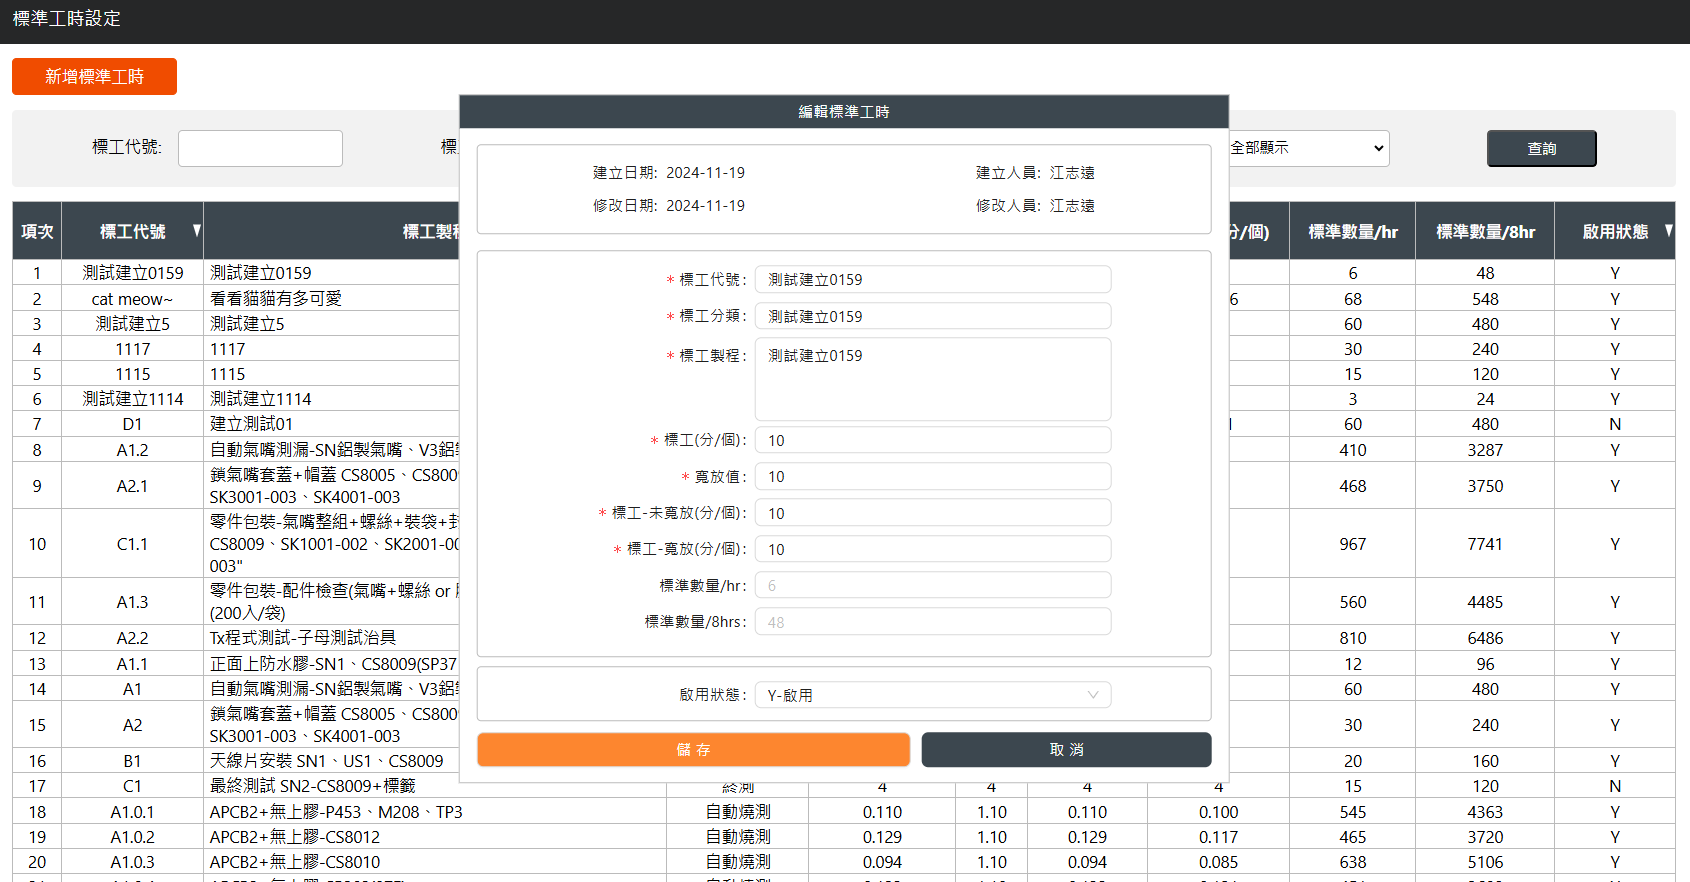 標準工時設定
新增標準工時
標工代號:
全部顯示
查詢
編輯標準工時
建立日期: 2024-11-19 建立人員: 江志遠
修改日期: 2024-11-19 修改人員: 江志遠
* 標工代號: 測試建立0159
* 標工分類: 測試建立0159
* 標工製程: 測試建立0159
* 標工(分/個): 10
* 寬放值: 10
* 標工-未寬放(分/個): 10
* 標工-寬放(分/個): 10
標準數量/hr: 6
標準數量/8hrs: 48
啟用狀態: Y-啟用
儲 存 取 消
項次 標工代號 ▼ 標工製 /個) 標準數量/hr 標準數量/8hr 啟用狀態 ▼
1 測試建立0159 測試建立0159 6 48 Y
2 cat meow~ 看看貓貓有多可愛 6 68 548 Y
3 測試建立5 測試建立5 60 480 Y
4 1117 1117 30 240 Y
5 1115 1115 15 120 Y
6 測試建立1114 測試建立1114 3 24 Y
7 D1 建立測試01 60 480 N
8 A1.2 自動氣嘴測漏-SN鋁製氣嘴、V3鋁 410 3287 Y
9 A2.1 鎖氣嘴套蓋+帽蓋 CS8005、CS800 468 3750 Y
SK3001-003、SK4001-003
10 C1.1 零件包裝-氣嘴整組+螺絲+裝袋+ 967 7741 Y
CS8009、SK1001-002、SK2001-00
003"
11 A1.3 零件包裝-配件檢查(氣嘴+螺絲 or 560 4485 Y
(200入/袋)
12 A2.2 Tx程式測試-子母測試治具 810 6486 Y
13 A1.1 正面上防水膠-SN1、CS8009(SP37 12 96 Y
14 A1 自動氣嘴測漏-SN鋁製氣嘴、V3鋁 60 480 Y
15 A2 鎖氣嘴套蓋+帽蓋 CS8005、CS800 30 240 Y
SK3001-003、SK4001-003
16 B1 天線片安裝 SN1、US1、CS8009 20 160 Y
17 C1 最終測試 SN2-CS8009+標籤 終測 4 4 4 4 15 120 N
18 A1.0.1 APCB2+無上膠-P453、M208、TP3 自動燒測 0.110 1.10 0.110 0.100 545 4363 Y
19 A1.0.2 APCB2+無上膠-CS8012 自動燒測 0.129 1.10 0.129 0.117 465 3720 Y
20 A1.0.3 APCB2+無上膠-CS8010 自動燒測 0.094 1.10 0.094 0.085 638 5106 Y